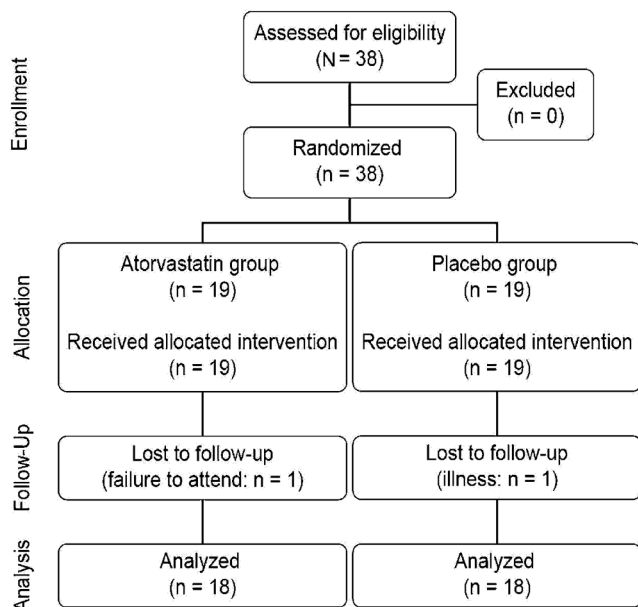 Enrollment
Assessed for eligibility
(N = 38)
Excluded
(n = 0)
Randomized
(n = 38)
Allocation
Atorvastatin group
(n = 19)
Received allocated intervention
(n = 19)
Placebo group
(n = 19)
Received allocated intervention
(n = 19)
Follow-Up
Lost to follow-up
(failure to attend: n = 1)
Lost to follow-up
(illness: n = 1)
Analysis
Analyzed
(n = 18)
Analyzed
(n = 18)